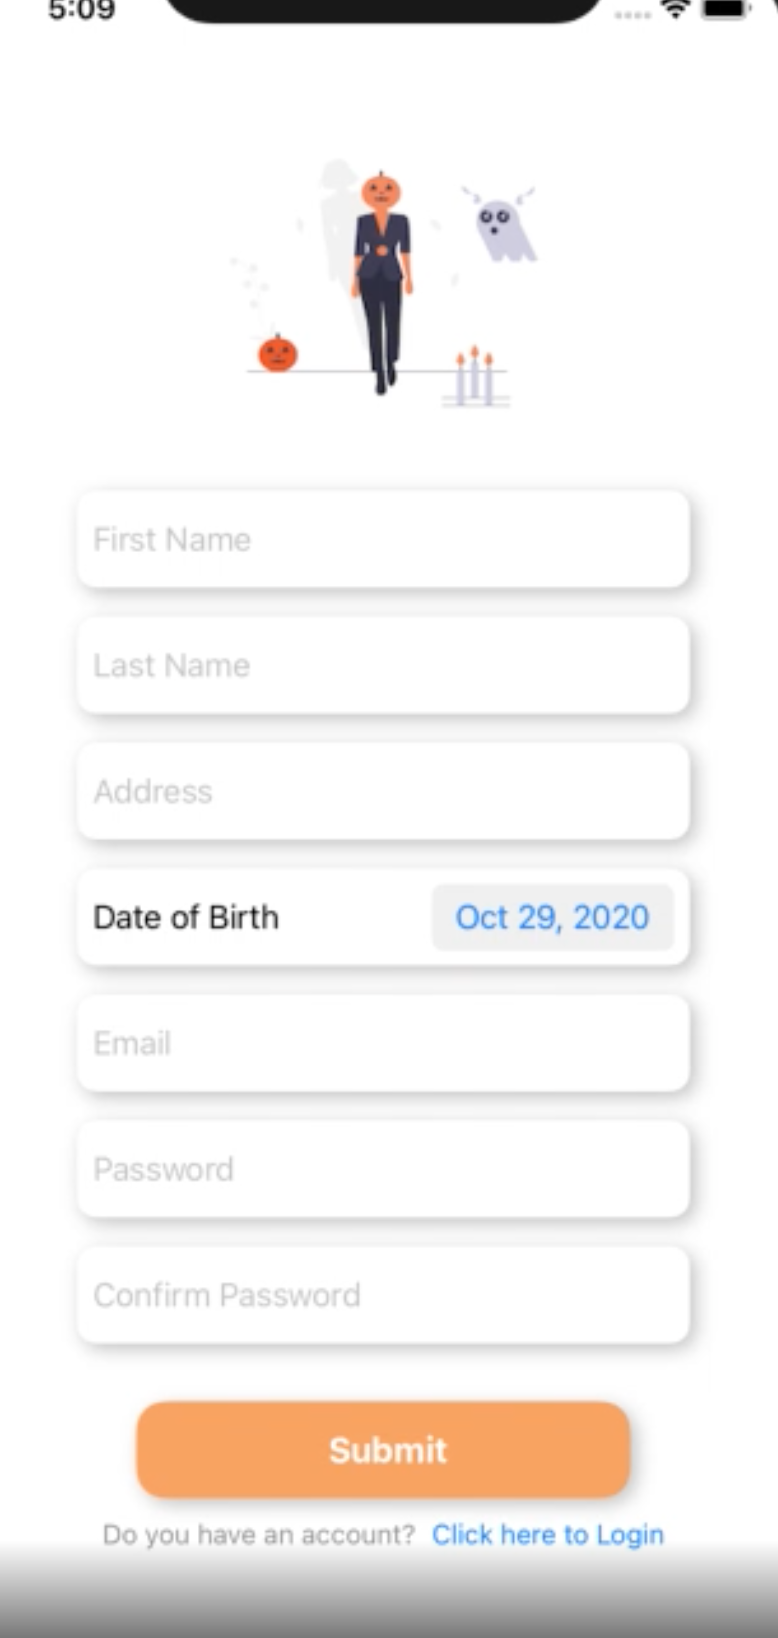 5:09
First Name
Last Name
Address
Date of Birth Oct 29, 2020
Email
Password
Confirm Password
Submit
Do you have an account? Click here to Login